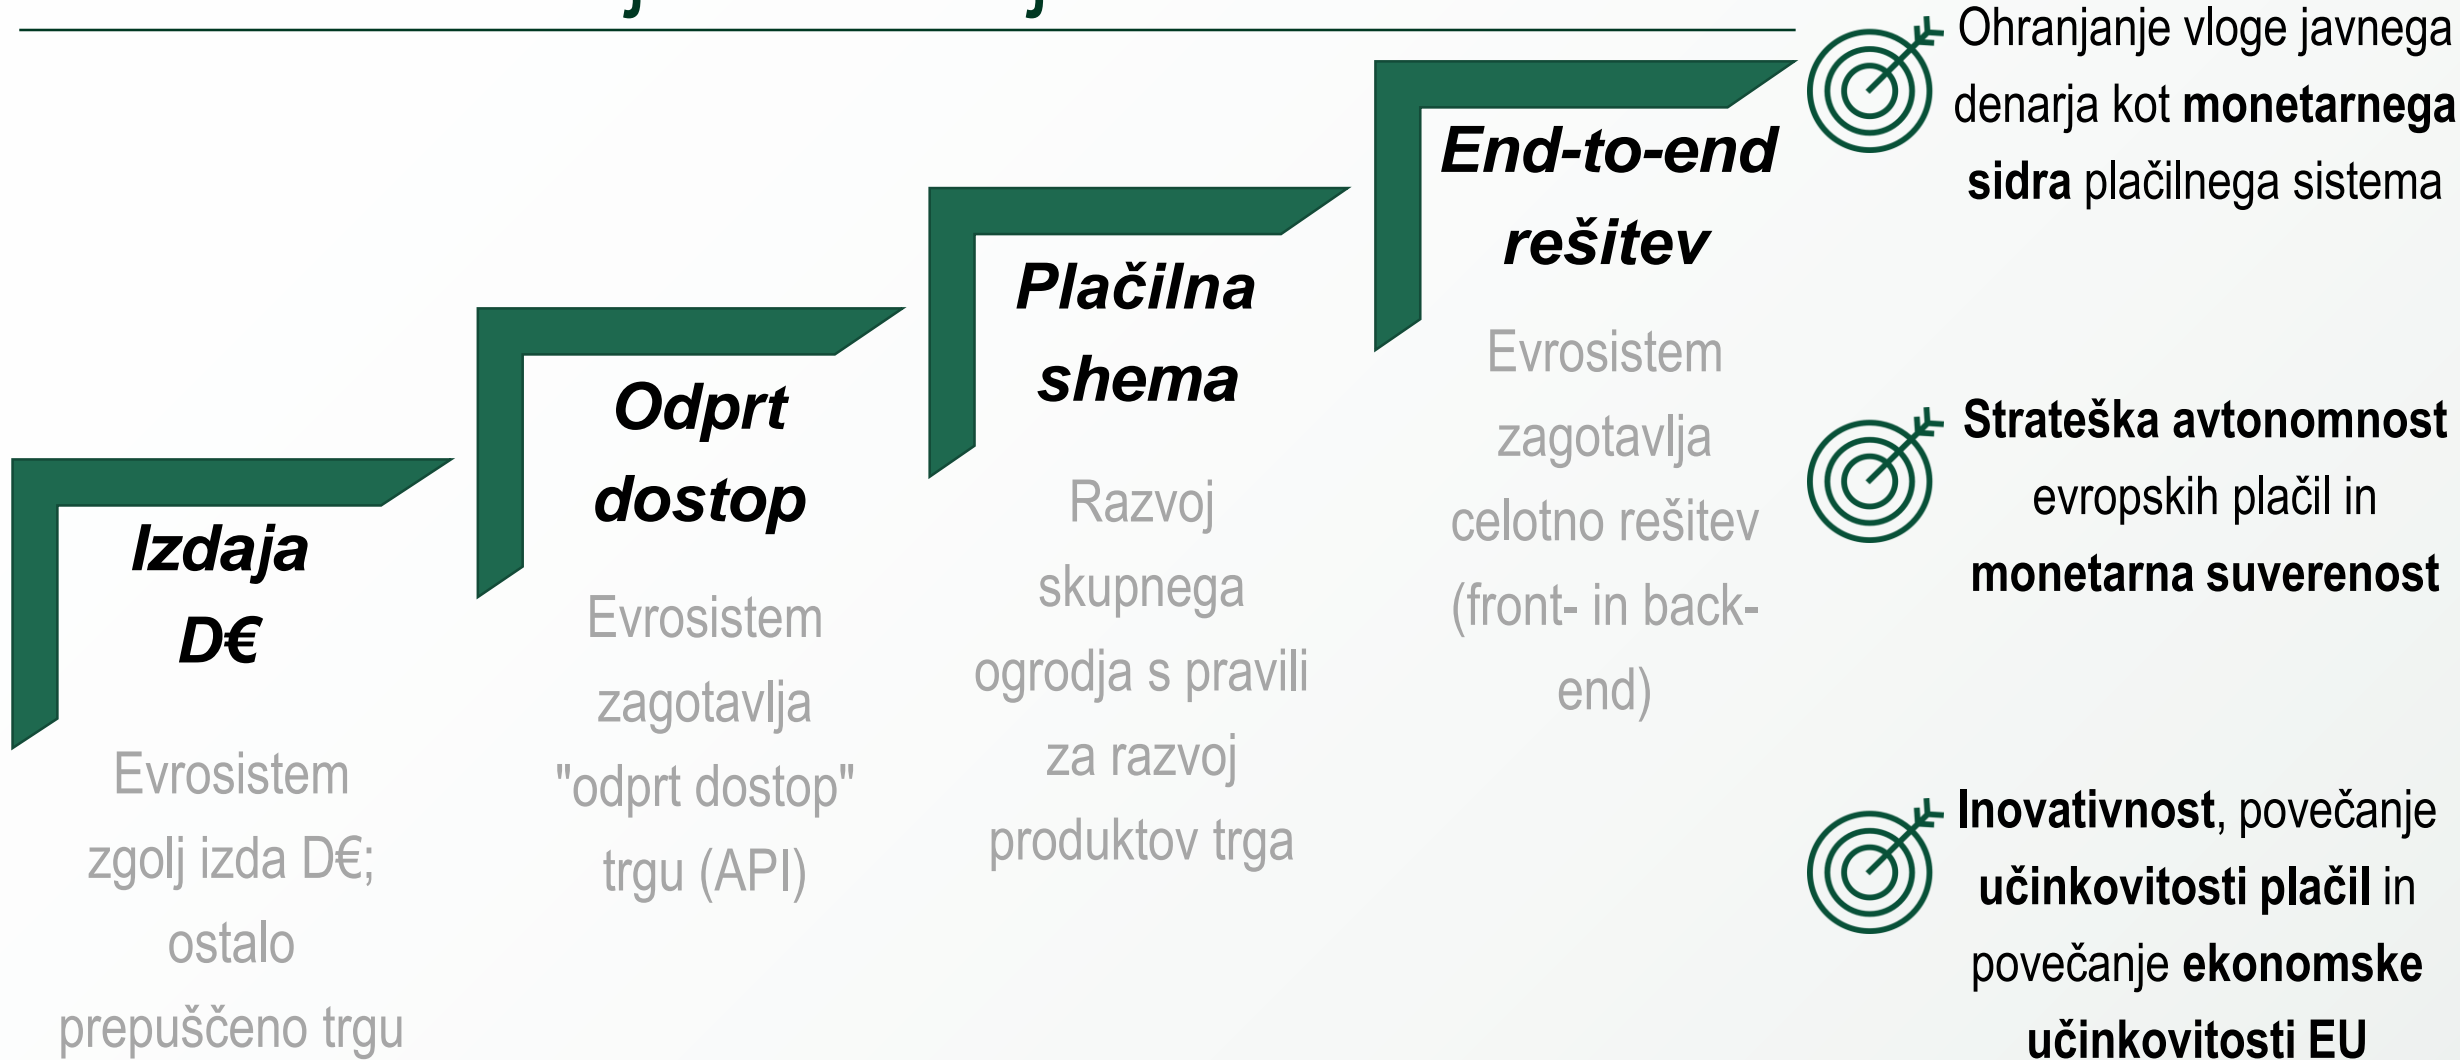 Izdaja
D€
Evrosistem
zgolj izda D€;
ostalo
prepuščeno trgu
Odprt
dostop
Evrosistem
zagotavlja
"odprt dostop"
trgu (API)
Plačilna
shema
Razvoj
skupnega
ogrodja s pravili
za razvoj
produktov trga
End-to-end
rešitev
Evrosistem
zagotavlja
celotno rešitev
(front- in back-
end)
Ohranjanje vloge javnega
denarja kot monetarnega
sidra plačilnega sistema
Strateška avtonomnost
evropskih plačil in
monetarna suverenost
Inovativnost, povečanje
učinkovitosti plačil in
povečanje ekonomske
učinkovitosti EU